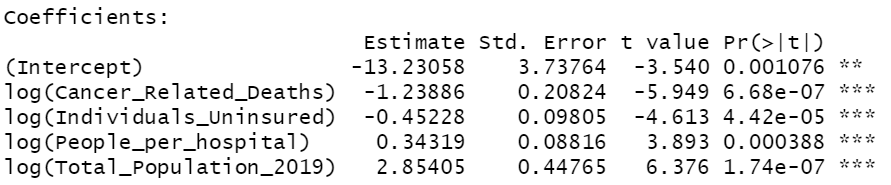 Coefficients:
Estimate Std. Error t value Pr(>|t|)
(Intercept) -13.23058 3.73764 -3.540 0.001076 **
log(Cancer_Related_Deaths) -1.23886 0.20824 -5.949 6.68e-07 ***
log(Individuals_Uninsured) -0.45228 0.09805 -4.613 4.42e-05 ***
log(People_per_hospital) 0.34319 0.08816 3.893 0.000388 ***
log(Total_Population_2019) 2.85405 0.44765 6.376 1.74e-07 ***